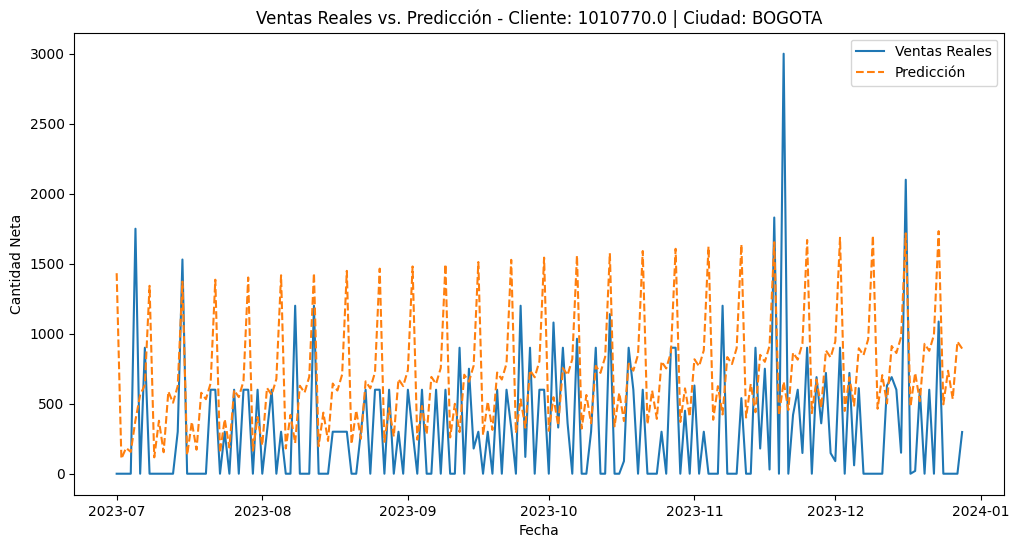 Ventas Reales vs. Predicción - Cliente: 1010770.0 | Ciudad: BOGOTA
Ventas Reales
Predicción
Cantidad Neta
3000
2500
2000
1500
1000
500
0
2023-07
2023-08
2023-09
2023-10
2023-11
2023-12
2024-01
Fecha